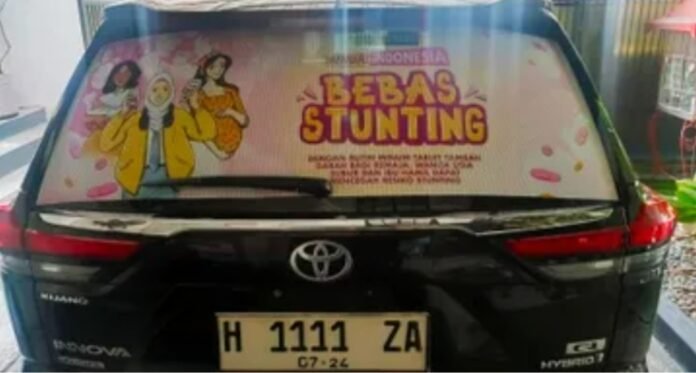 INDONESIA
BEBAS
STUNTING
DENGAN RUTIN MINUM TABLET TAMBAH
DARAH BAGI REMAJA, WANITA USIA
SUBUR DAN IBU HAMIL DAPAT
MENCEGAH RESIKO STUNTING
KIJANG
INNOVA
H 1111 ZA
07-24
G
HYBRID